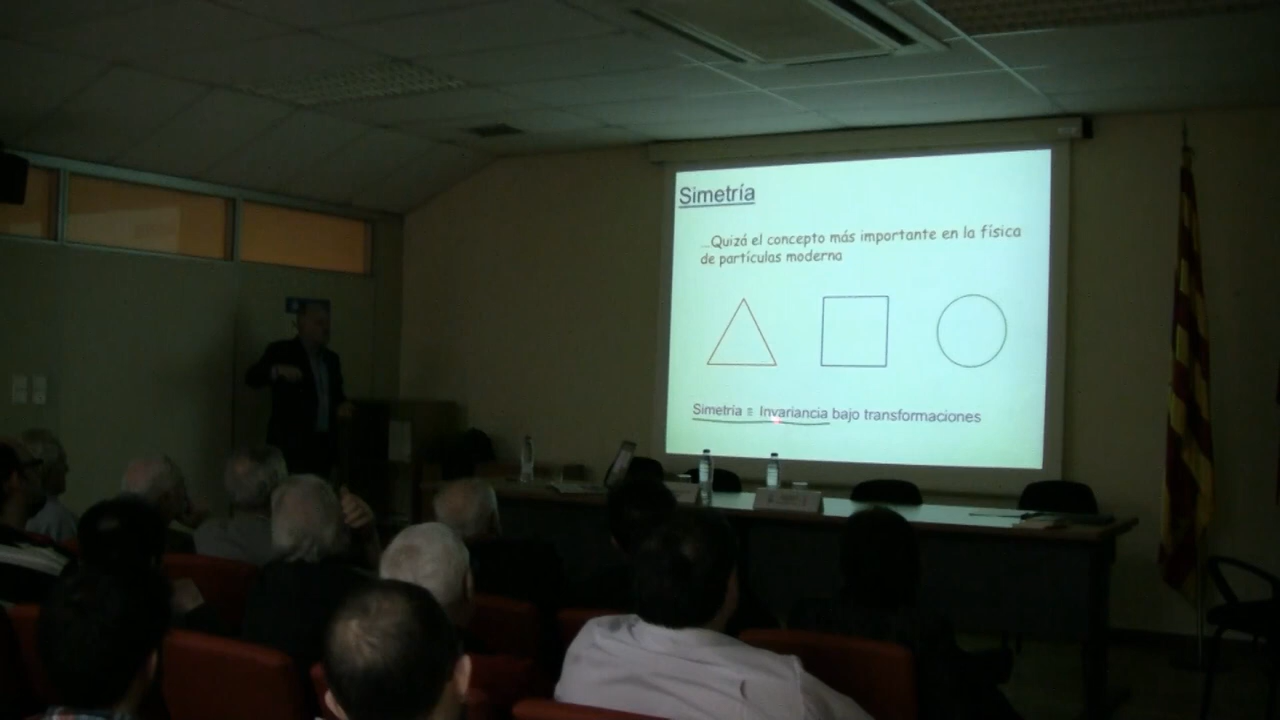 Simetría
...Quizá el concepto más importante en la física
de partículas moderna
Simetría ≡ Invariancia bajo transformaciones